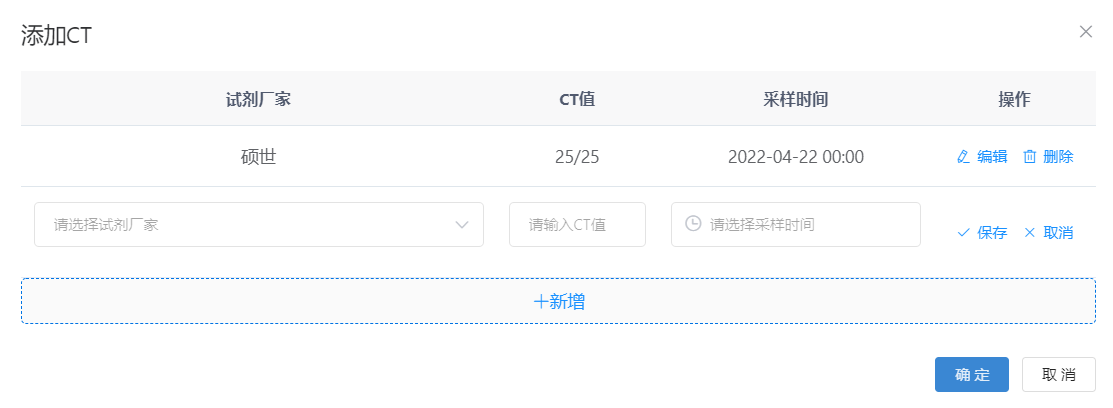 添加CT
试剂厂家 CT值 采样时间 操作
硕世 25/25 2022-04-22 00:00 编辑 删除
请选择试剂厂家 请输入CT值 请选择采样时间 保存 取消
+新增
确 定 取 消